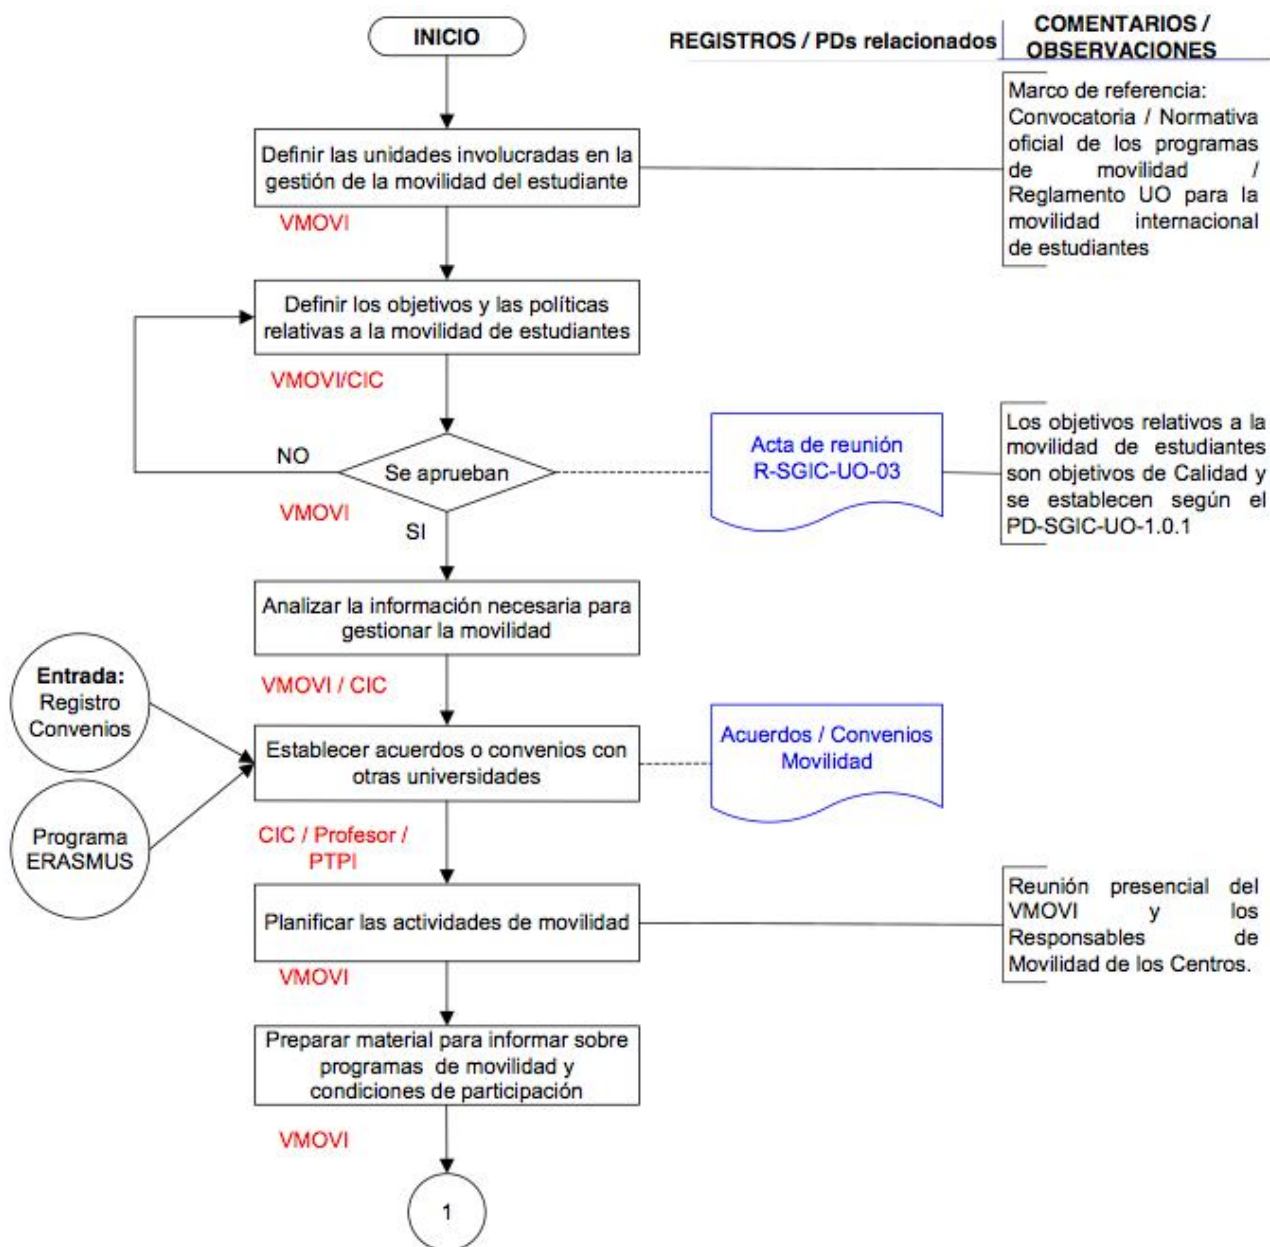 INICIO
REGISTROS / PDs relacionados
COMENTARIOS /
OBSERVACIONES
Definir las unidades involucradas en la
gestión de la movilidad del estudiante
VMOVI
Marco de referencia:
Convocatoria / Normativa
oficial de los programas
de movilidad /
Reglamento UO para la
movilidad internacional
de estudiantes
Definir los objetivos y las políticas
relativas a la movilidad de estudiantes
VMOVI/CIC
NO
Se aprueban
VMOVI
SI
Acta de reunión
R-SGIC-UO-03
Los objetivos relativos a la
movilidad de estudiantes
son objetivos de Calidad y
se establecen según el
PD-SGIC-UO-1.0.1
Analizar la información necesaria para
gestionar la movilidad
VMOVI / CIC
Entrada:
Registro
Convenios
Programa
ERASMUS
Establecer acuerdos o convenios con
otras universidades
Acuerdos / Convenios
Movilidad
CIC / Profesor /
PTPI
Planificar las actividades de movilidad
VMOVI
Reunión presencial del
VMOVI y los
Responsables de
Movilidad de los Centros.
Preparar material para informar sobre
programas de movilidad y
condiciones de participación
VMOVI
1